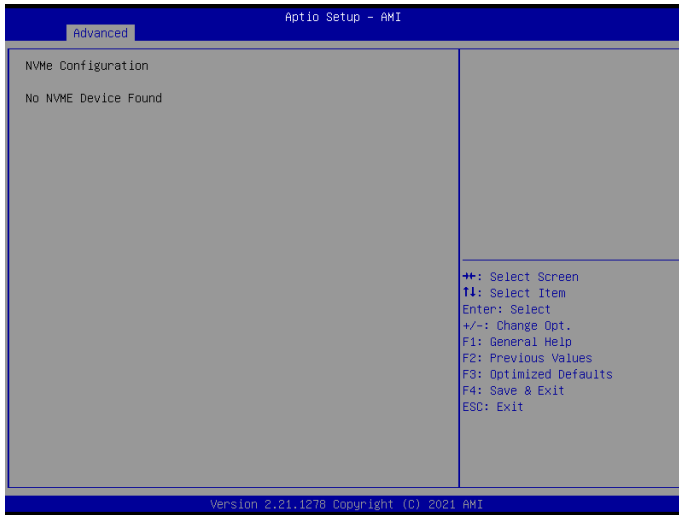 Aptio Setup – AMI
Advanced
NVMe Configuration
No NVME Device Found
→←: Select Screen
↑↓: Select Item
Enter: Select
+/-: Change Opt.
F1: General Help
F2: Previous Values
F3: Optimized Defaults
F4: Save & Exit
ESC: Exit
Version 2.21.1278 Copyright (C) 2021 AMI